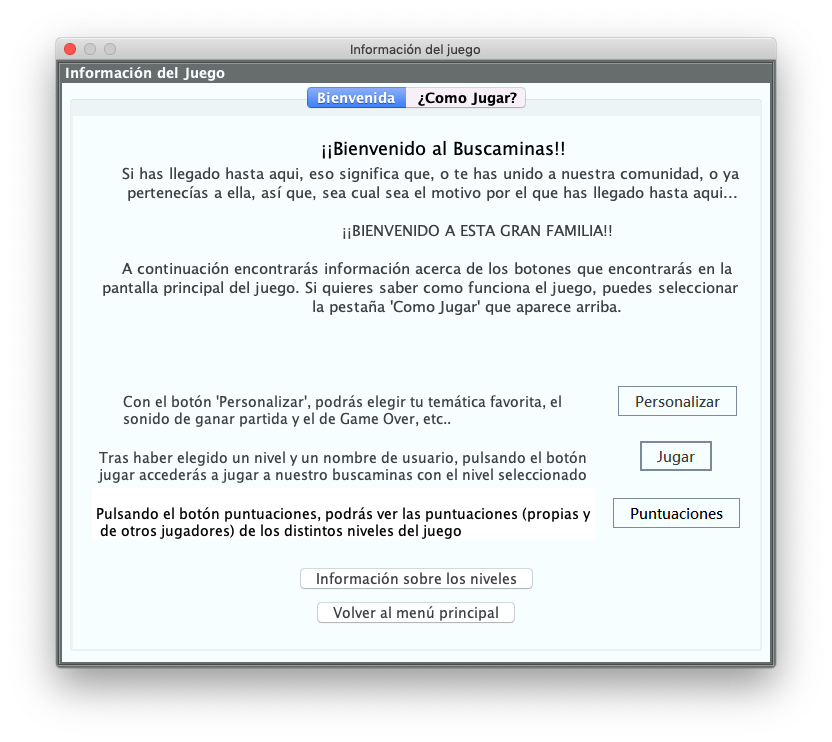 Información del juego
Información del Juego
Bienvenida
¿Como Jugar?
¡¡Bienvenido al Buscaminas!!
Si has llegado hasta aqui, eso significa que, o te has unido a nuestra comunidad, o ya
pertenecías a ella, así que, sea cual sea el motivo por el que has llegado hasta aqui...
¡¡BIENVENIDO A ESTA GRAN FAMILIA!!
A continuación encontrarás información acerca de los botones que encontrarás en la
pantalla principal del juego. Si quieres saber como funciona el juego, puedes seleccionar
la pestaña 'Como Jugar' que aparece arriba.
Con el botón 'Personalizar', podrás elegir tu temática favorita, el
sonido de ganar partida y el de Game Over, etc..
Personalizar
Tras haber elegido un nivel y un nombre de usuario, pulsando el botón
jugar accederás a jugar a nuestro buscaminas con el nivel seleccionado
Jugar
Pulsando el botón puntuaciones, podrás ver las puntuaciones (propias y
de otros jugadores) de los distintos niveles del juego
Puntuaciones
Información sobre los niveles
Volver al menú principal